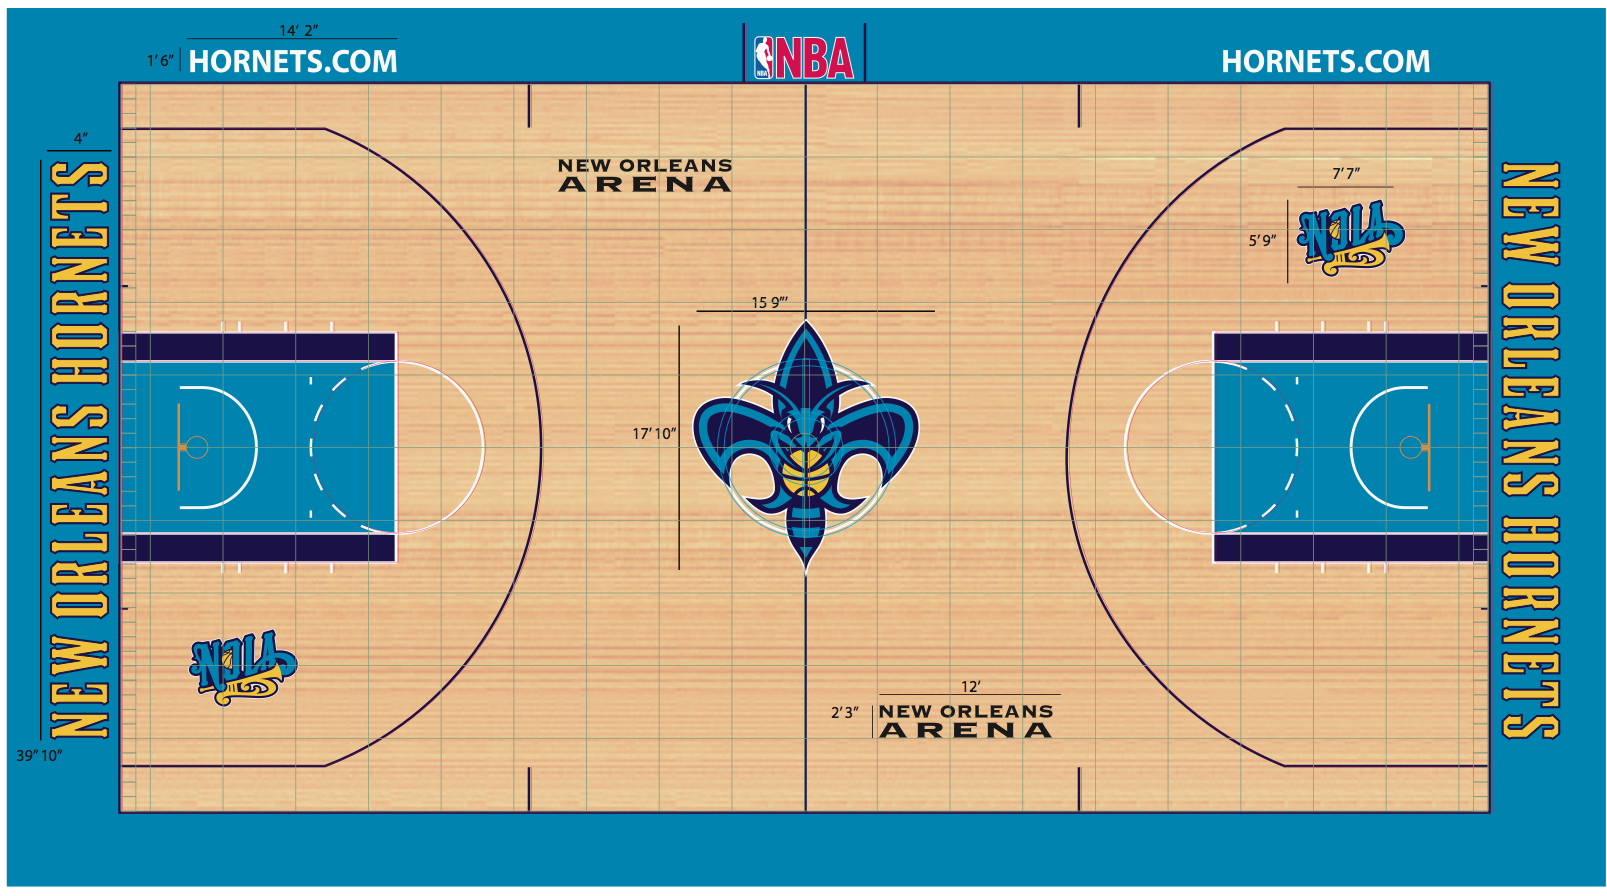 14' 2"
1'6"
HORNETS.COM
NBA
NBA
HORNETS.COM
4"
NEW ORLEANS HORNETS
39" 10"
NEW ORLEANS
ARENA
7'7"
5'9"
NOLA
15 9"'
17'10"
NOLA
12'
2'3"
NEW ORLEANS
ARENA
NEW ORLEANS HORNETS